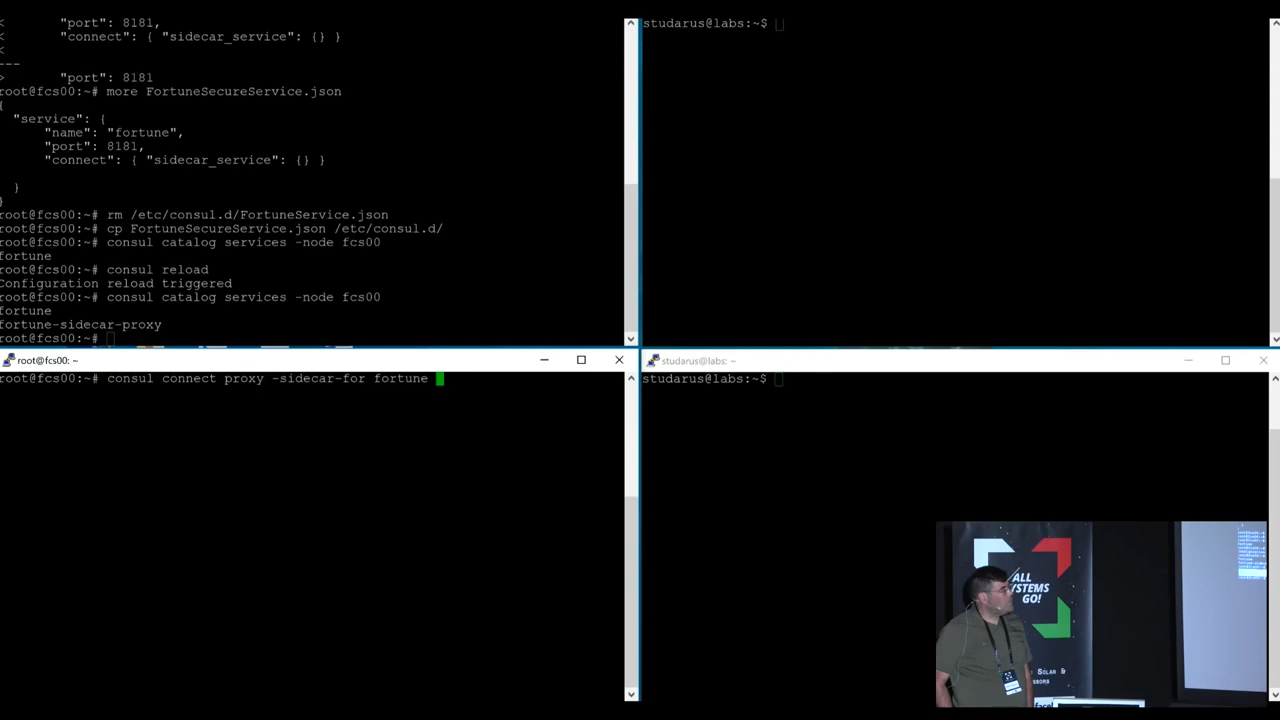 <       "port": 8181,
<       "connect": { "sidecar_service": {} }
<
---
>       "port": 8181
root@fcs00:~# more FortuneSecureService.json
{
  "service": {
      "name": "fortune",
      "port": 8181,
      "connect": { "sidecar_service": {} }
  }
}
root@fcs00:~# rm /etc/consul.d/FortuneService.json
root@fcs00:~# cp FortuneSecureService.json /etc/consul.d/
root@fcs00:~# consul catalog services -node fcs00
fortune
root@fcs00:~# consul reload
Configuration reload triggered
root@fcs00:~# consul catalog services -node fcs00
fortune
fortune-sidecar-proxy
root@fcs00:~#
studarus@labs:~$
root@fcs00: ~
root@fcs00:~# consul connect proxy -sidecar-for fortune
studarus@labs: ~
studarus@labs:~$
ALL
YSTEMS
GO!
SOLAR &
SSORS
facel